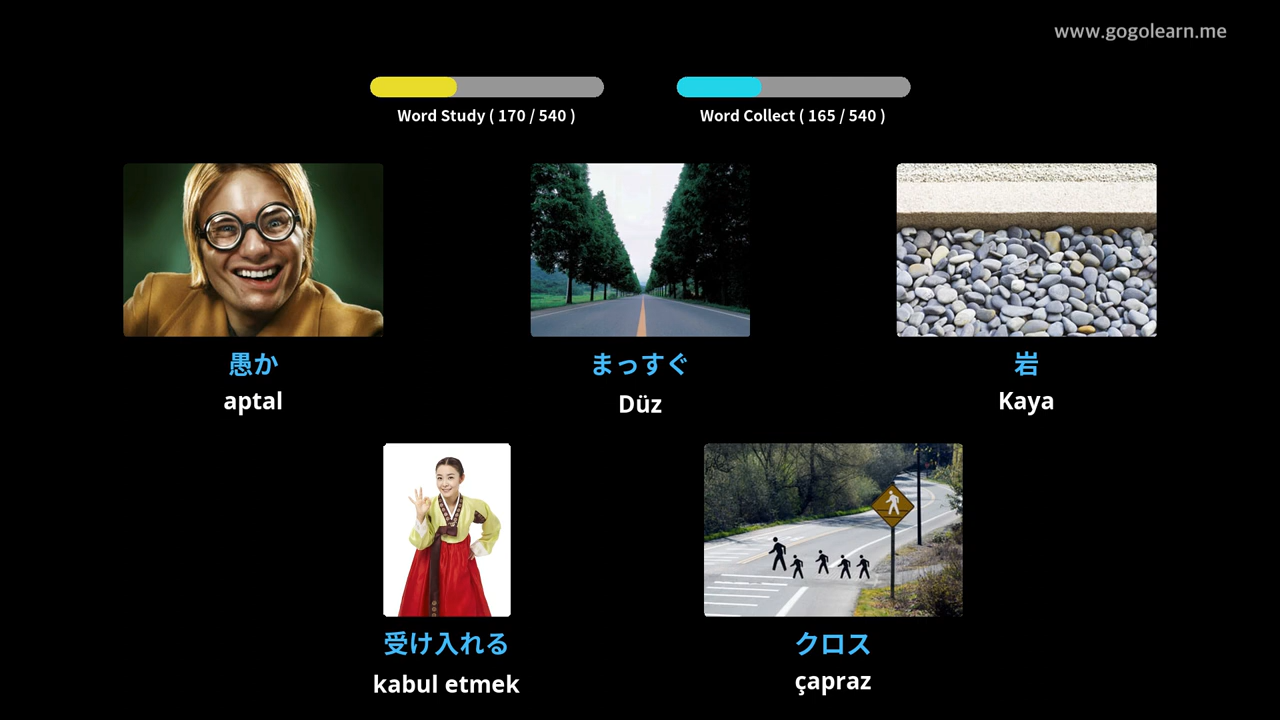 www.gogolearn.me
Word Study ( 170 / 540 )
Word Collect ( 165 / 540 )
愚か
aptal
まっすぐ
Düz
岩
Kaya
受け入れる
kabul etmek
クロス
çapraz